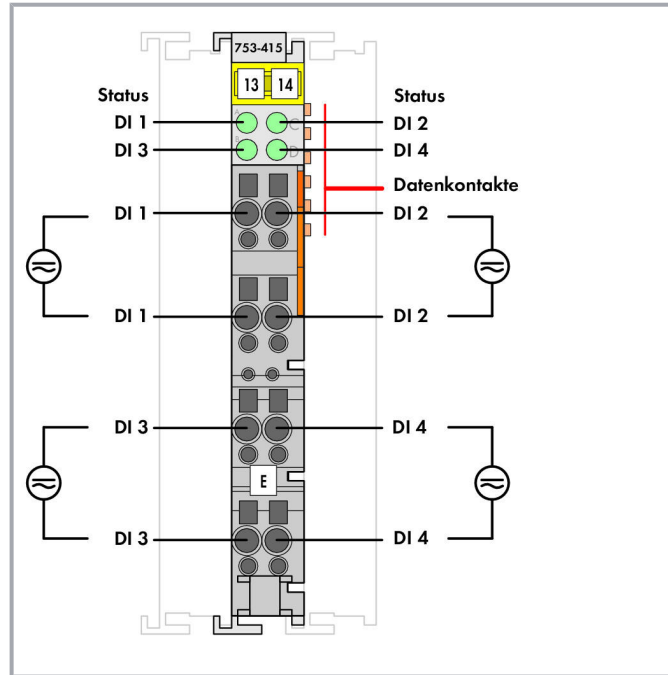 753-415
13 14
Status Status
A C
DI 1 DI 2
B D
DI 3 DI 4
Datenkontakte
DI 1 DI 2
DI 1 DI 2
DI 3 DI 4
E
DI 3 DI 4